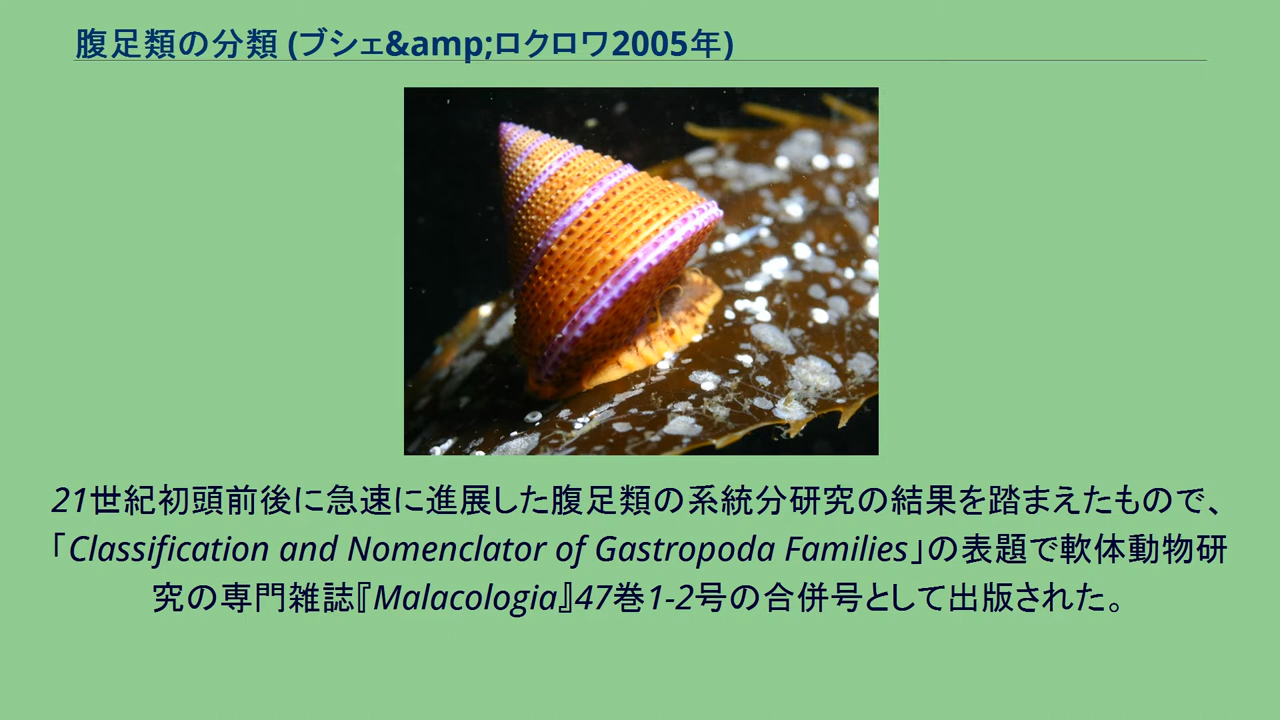 腹足類の分類 (ブシェ&amp;ロクロワ2005年)
21世紀初頭前後に急速に進展した腹足類の系統分研究の結果を踏まえたもので、
「Classification and Nomenclator of Gastropoda Families」の表題で軟体動物研
究の専門雑誌『Malacologia』47巻1-2号の合併号として出版された。